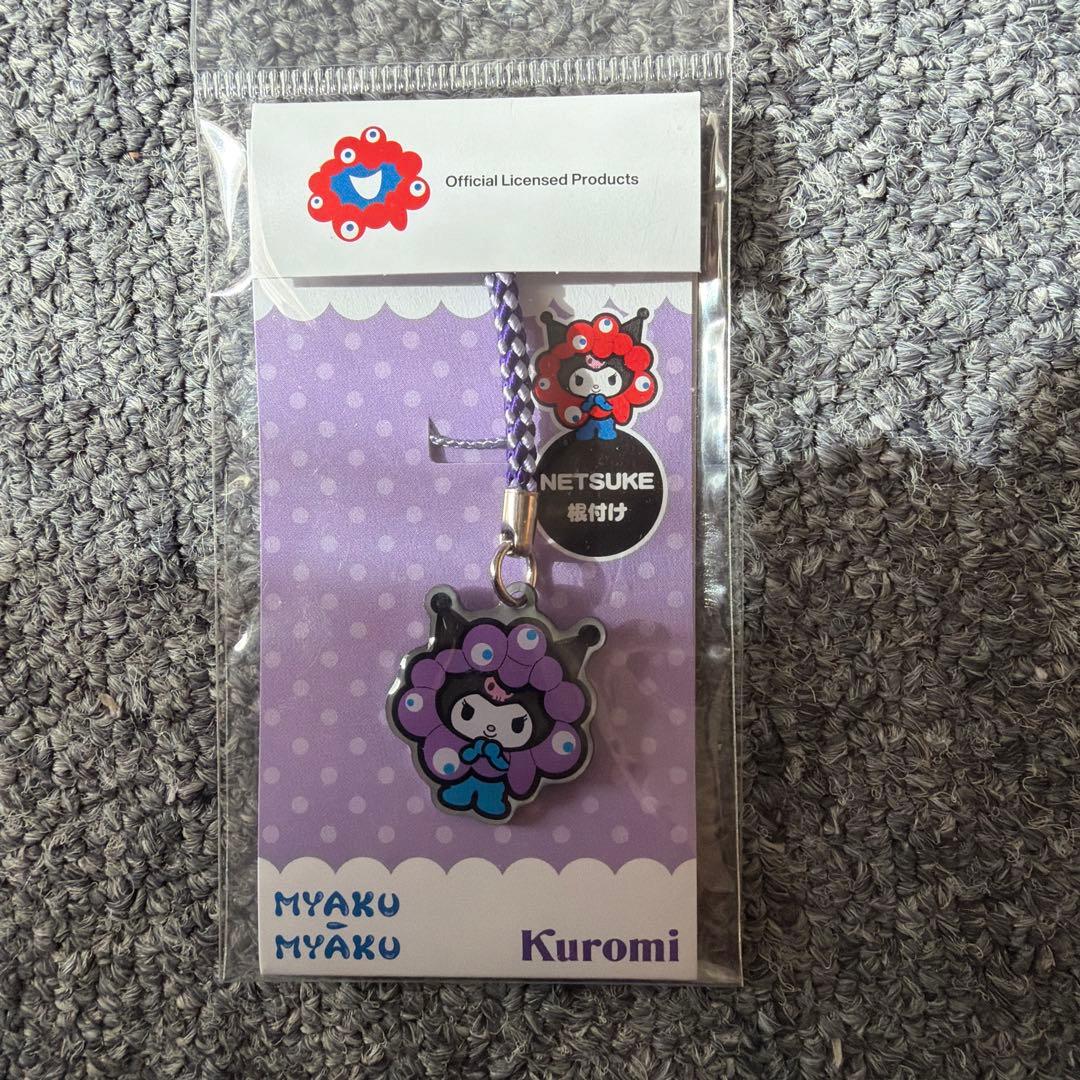 Official Licensed Products
NETSUKE
根付け
MYAKU
MYAKU
Kuromi